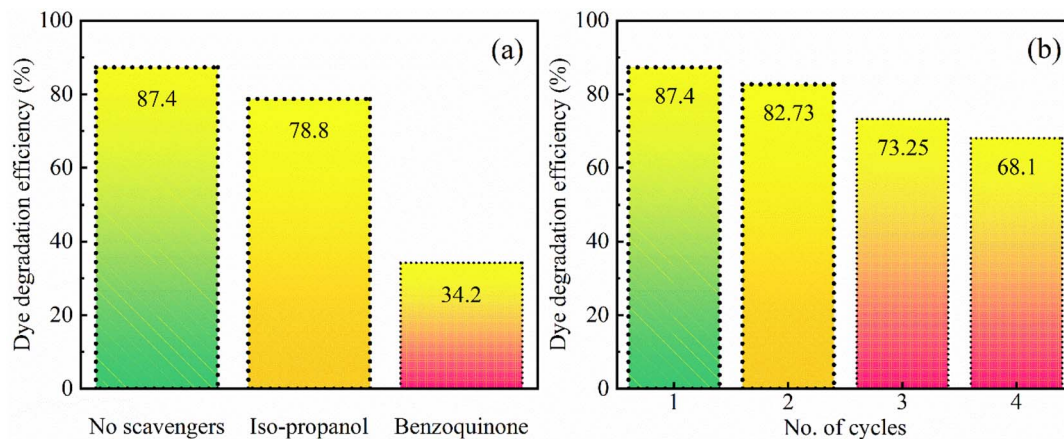 (a)
Dye degradation efficiency (%)
100
80
60
40
20
0
87.4
78.8
34.2
No scavengers
Iso-propanol
Benzoquinone
(b)
Dye degradation efficiency (%)
100
80
60
40
20
0
87.4
82.73
73.25
68.1
1
2
3
4
No. of cycles